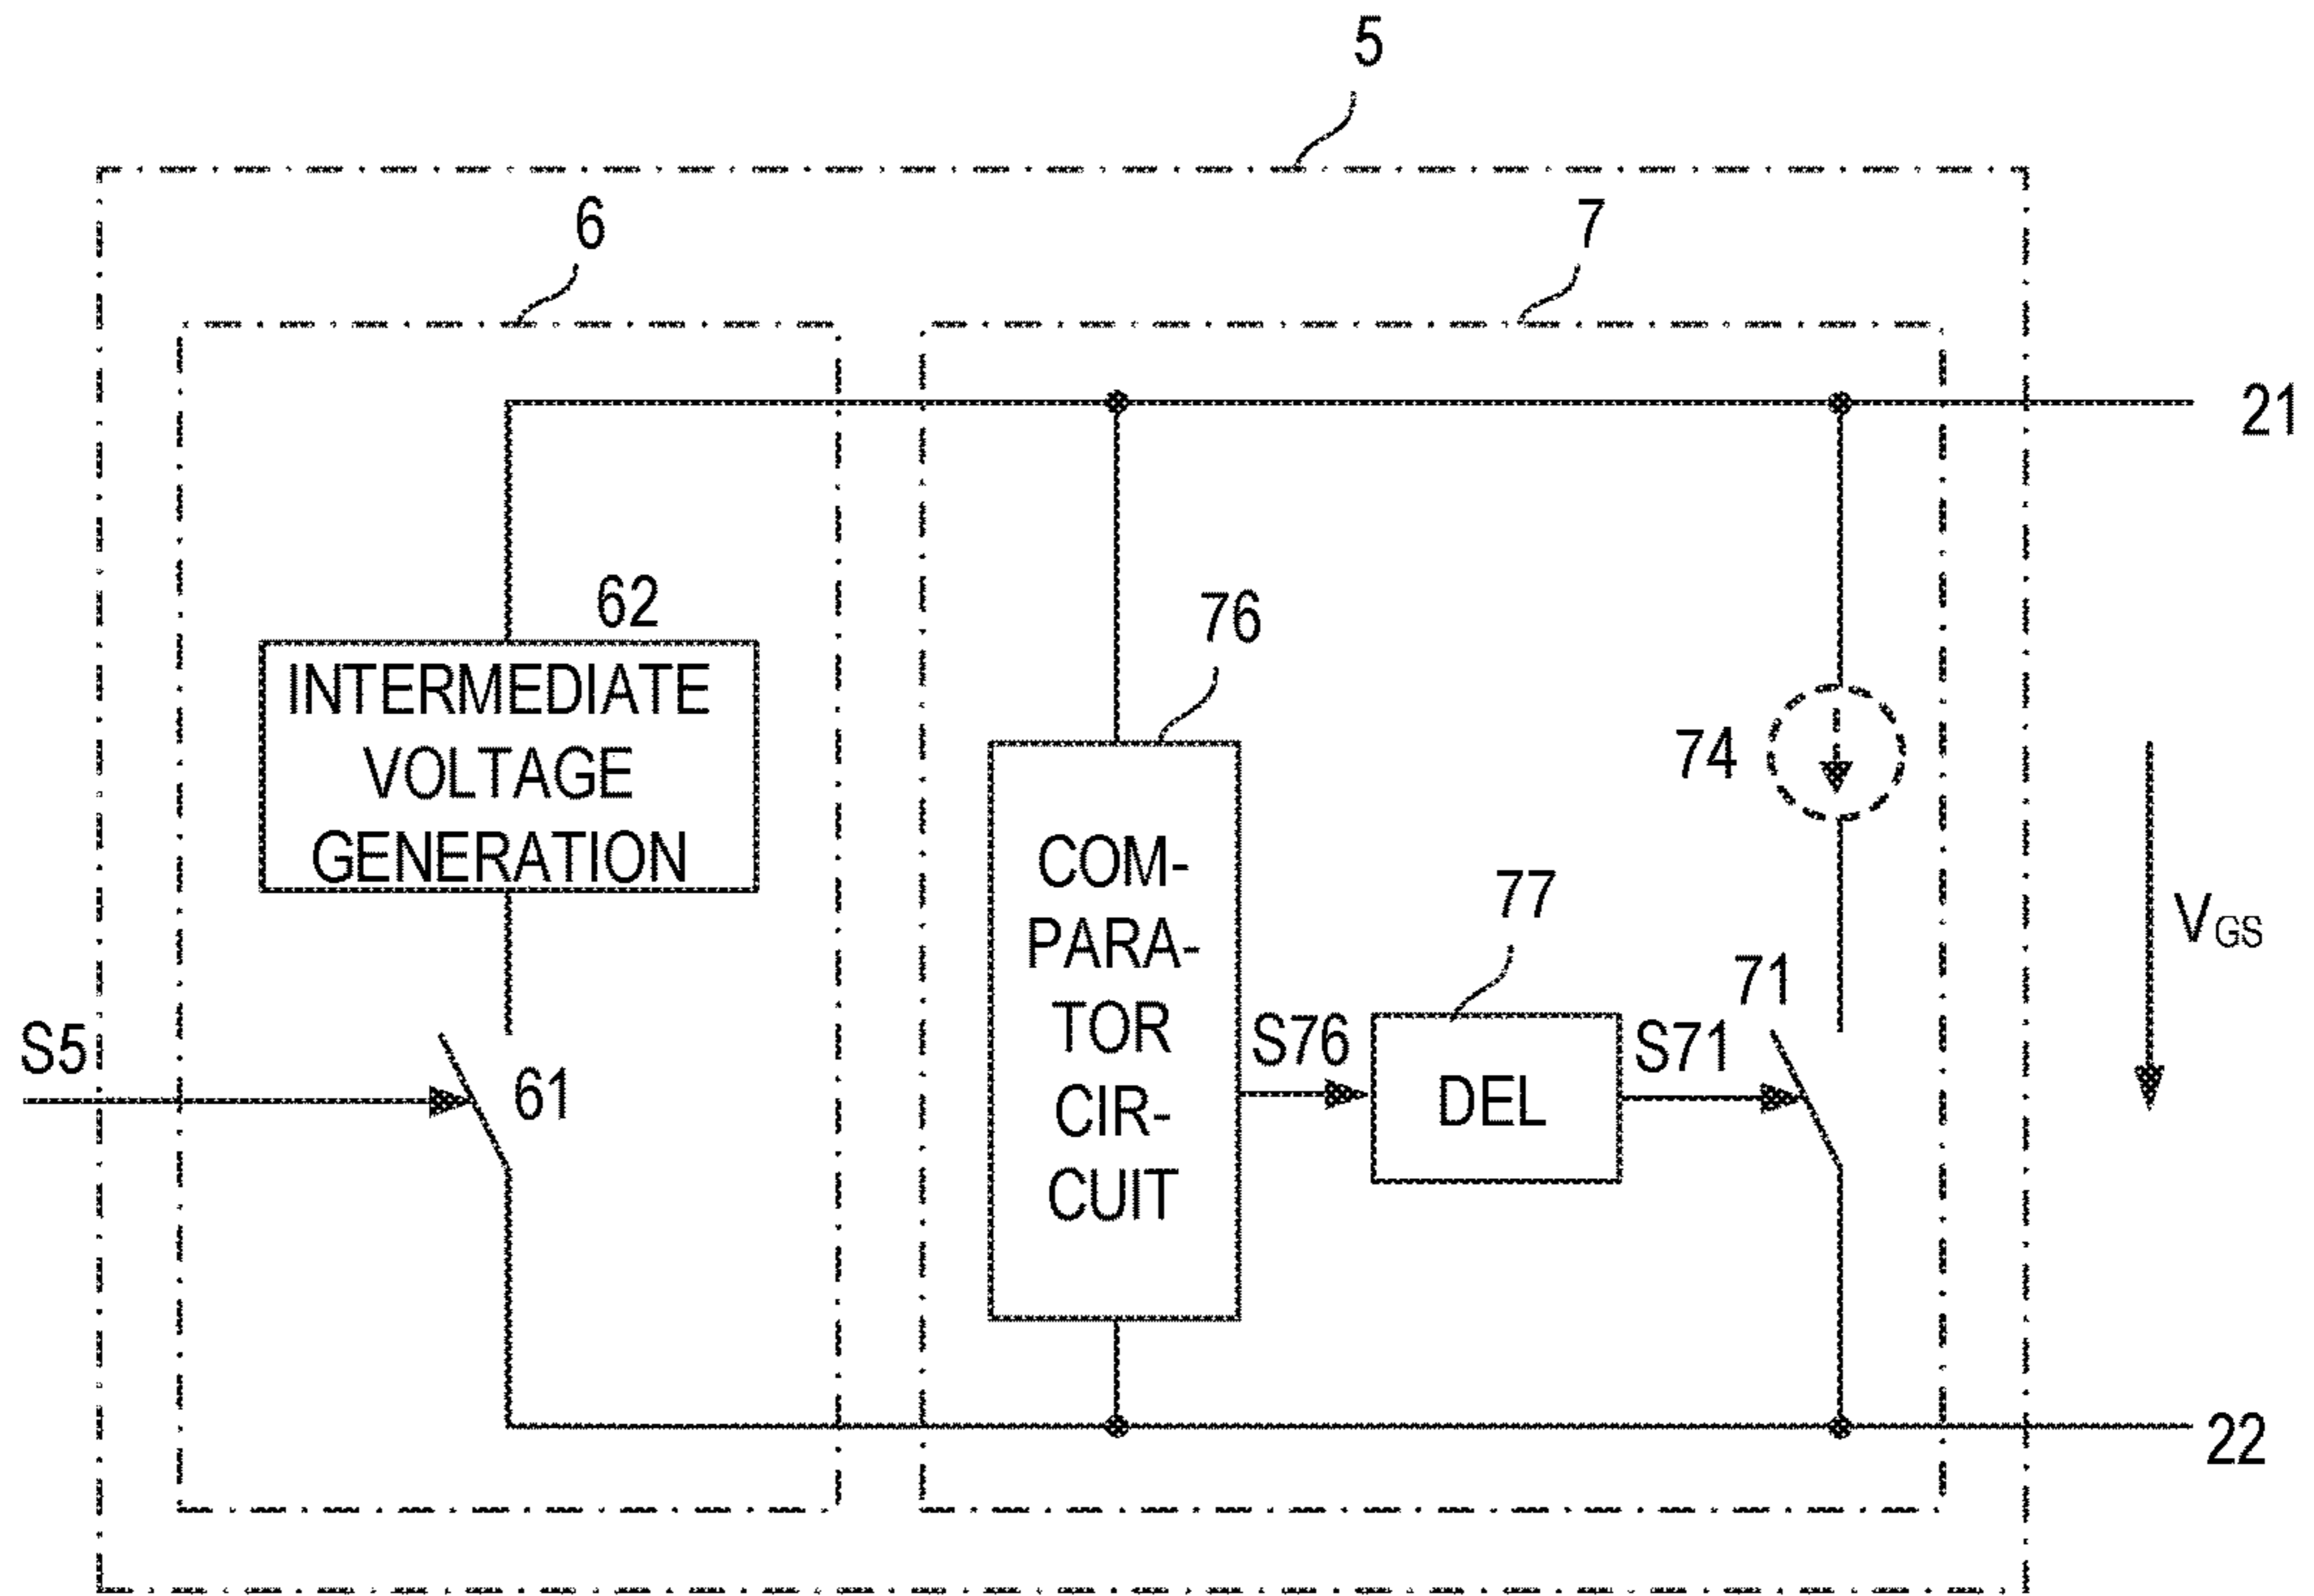 5
6
7
21
62
INTERMEDIATE
VOLTAGE
GENERATION
76
74
COM-
PARA-
TOR
CIR-
CUIT
77
71
VGS
S5
61
S76
DEL
S71
22